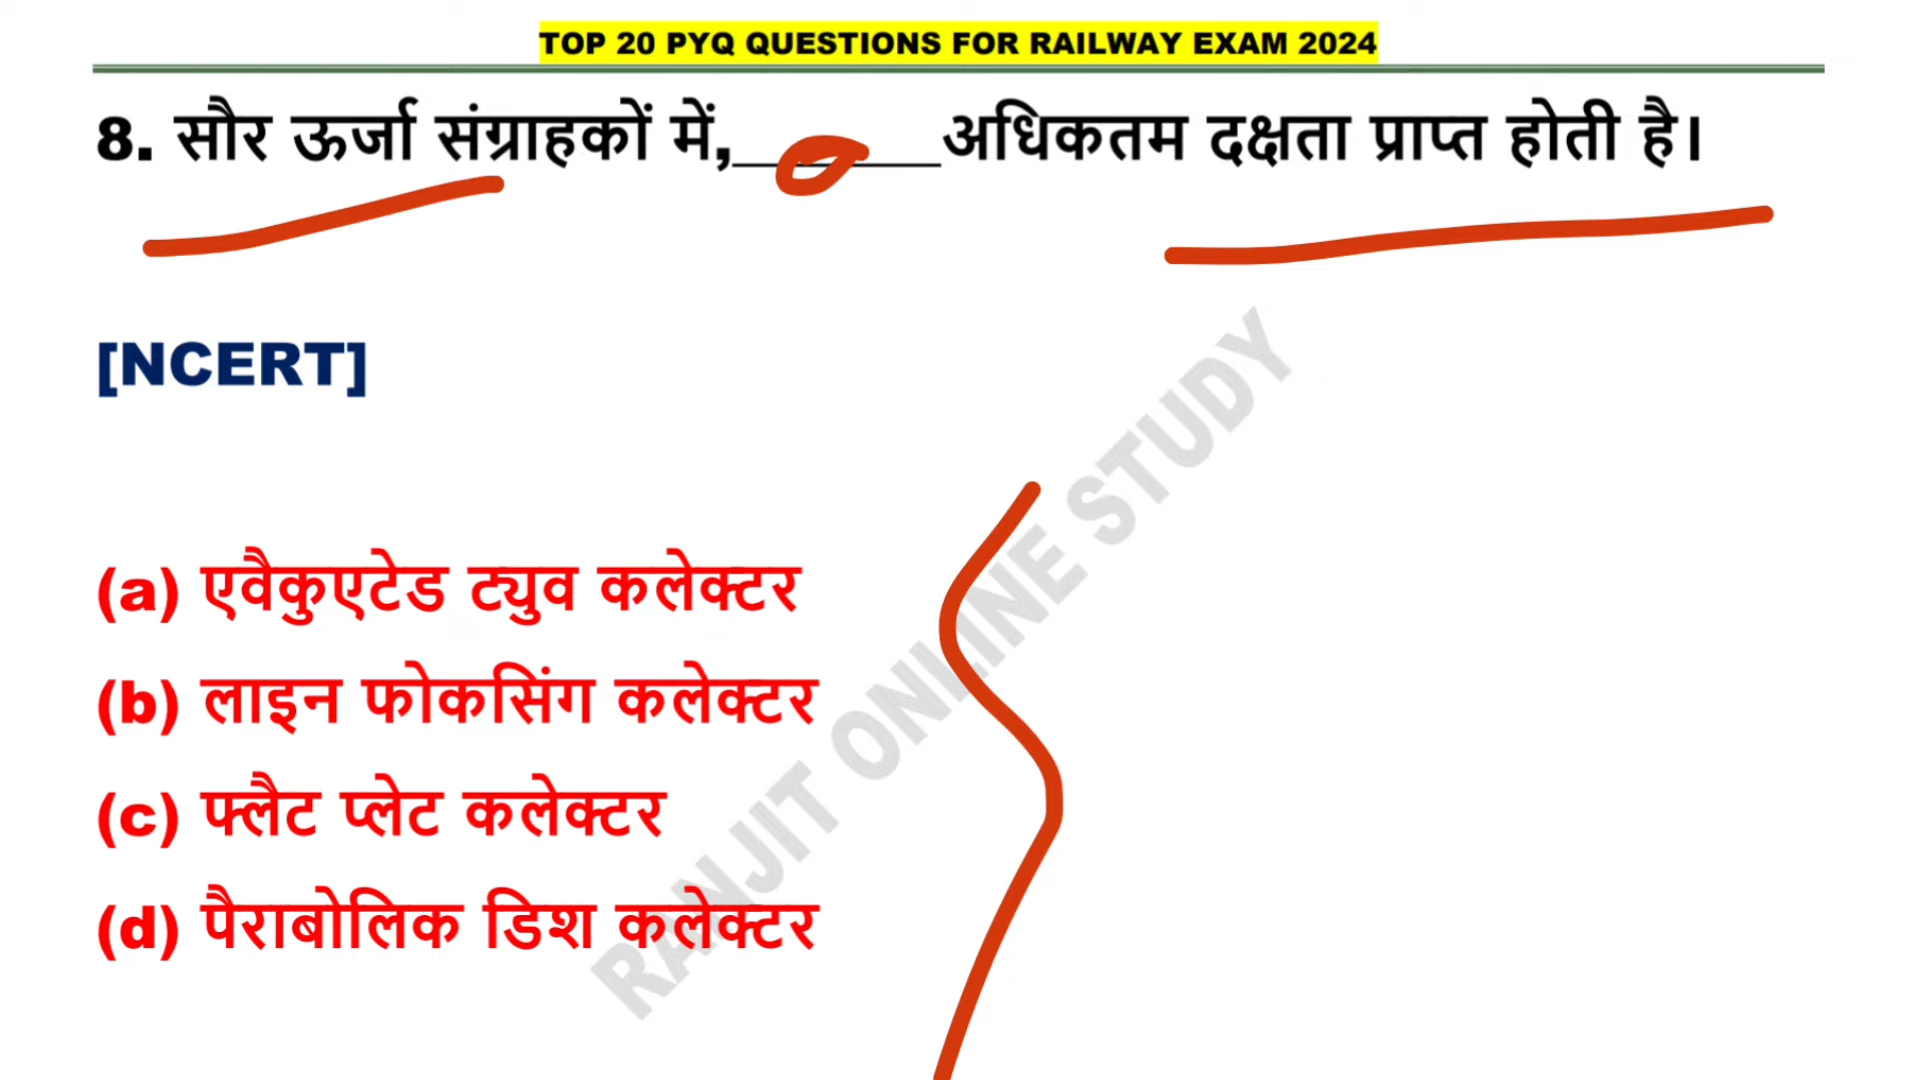 TOP 20 PYQ QUESTIONS FOR RAILWAY EXAM 2024
8. सौर ऊर्जा संग्राहकों में,________अधिकतम दक्षता प्राप्त होती है।
[NCERT]
(a) एवैकुएटेड ट्युव कलेक्टर
(b) लाइन फोकसिंग कलेक्टर
(c) फ्लैट प्लेट कलेक्टर
(d) पैराबोलिक डिश कलेक्टर
RANJIT ONLINE STUDY